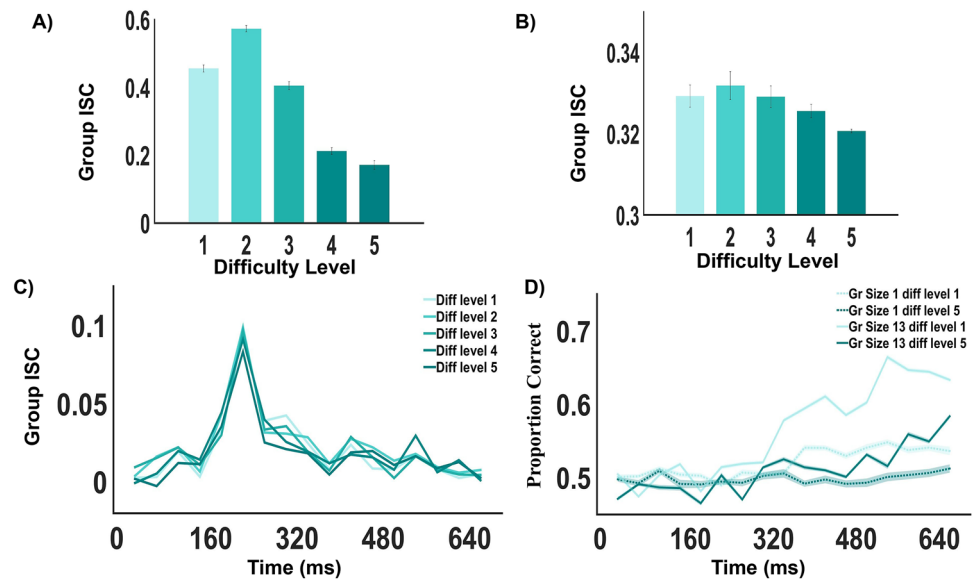 A)
0.6
0.4
0.2
0
Group ISC
1 2 3 4 5
Difficulty Level
B)
0.34
0.32
0.3
Group ISC
1 2 3 4 5
Difficulty Level
C)
0.1
0.05
0
Group ISC
Diff level 1
Diff level 2
Diff level 3
Diff level 4
Diff level 5
0 160 320 480 640
Time (ms)
D)
0.7
0.6
0.5
Proportion Correct
Gr Size 1 diff level 1
Gr Size 1 diff level 5
Gr Size 13 diff level 1
Gr Size 13 diff level 5
0 160 320 480 640
Time (ms)